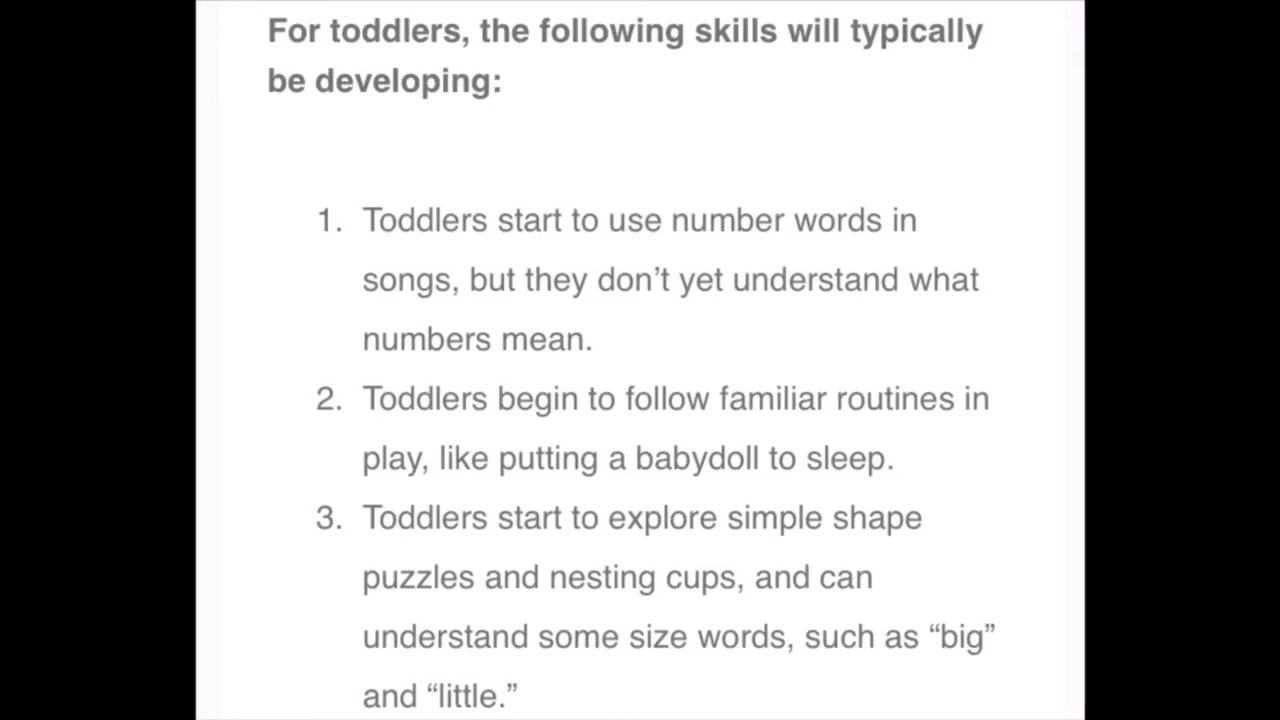 For toddlers, the following skills will typically
be developing:
1. Toddlers start to use number words in
songs, but they don’t yet understand what
numbers mean.
2. Toddlers begin to follow familiar routines in
play, like putting a babydoll to sleep.
3. Toddlers start to explore simple shape
puzzles and nesting cups, and can
understand some size words, such as “big”
and “little.”